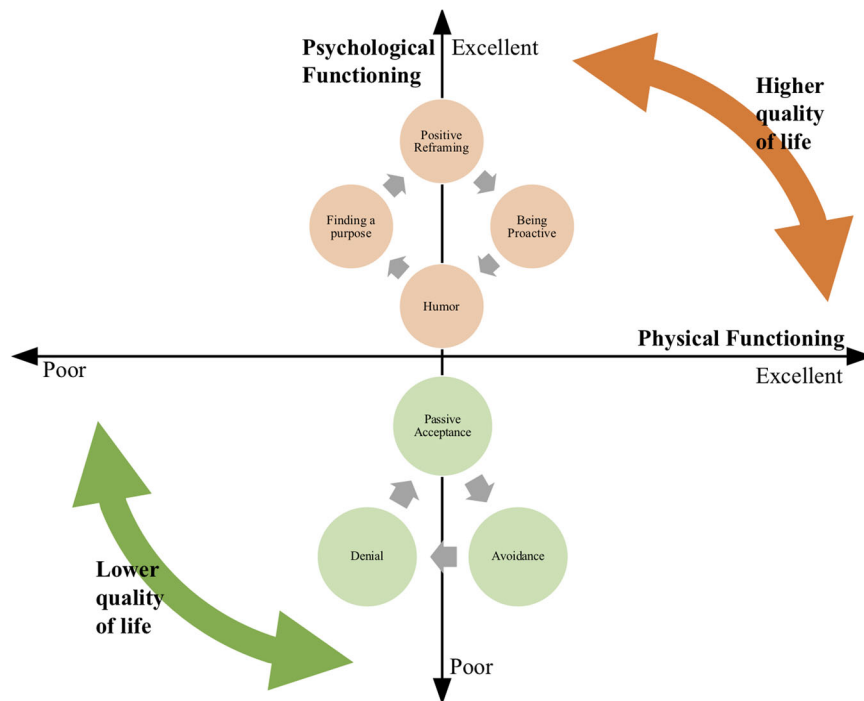 Psychological
Functioning
Excellent
Higher
quality
of life
Positive
Reframing
Finding a
purpose
Being
Proactive
Humor
Physical Functioning
Poor
Excellent
Passive
Acceptance
Denial
Avoidance
Lower
quality
of life
Poor